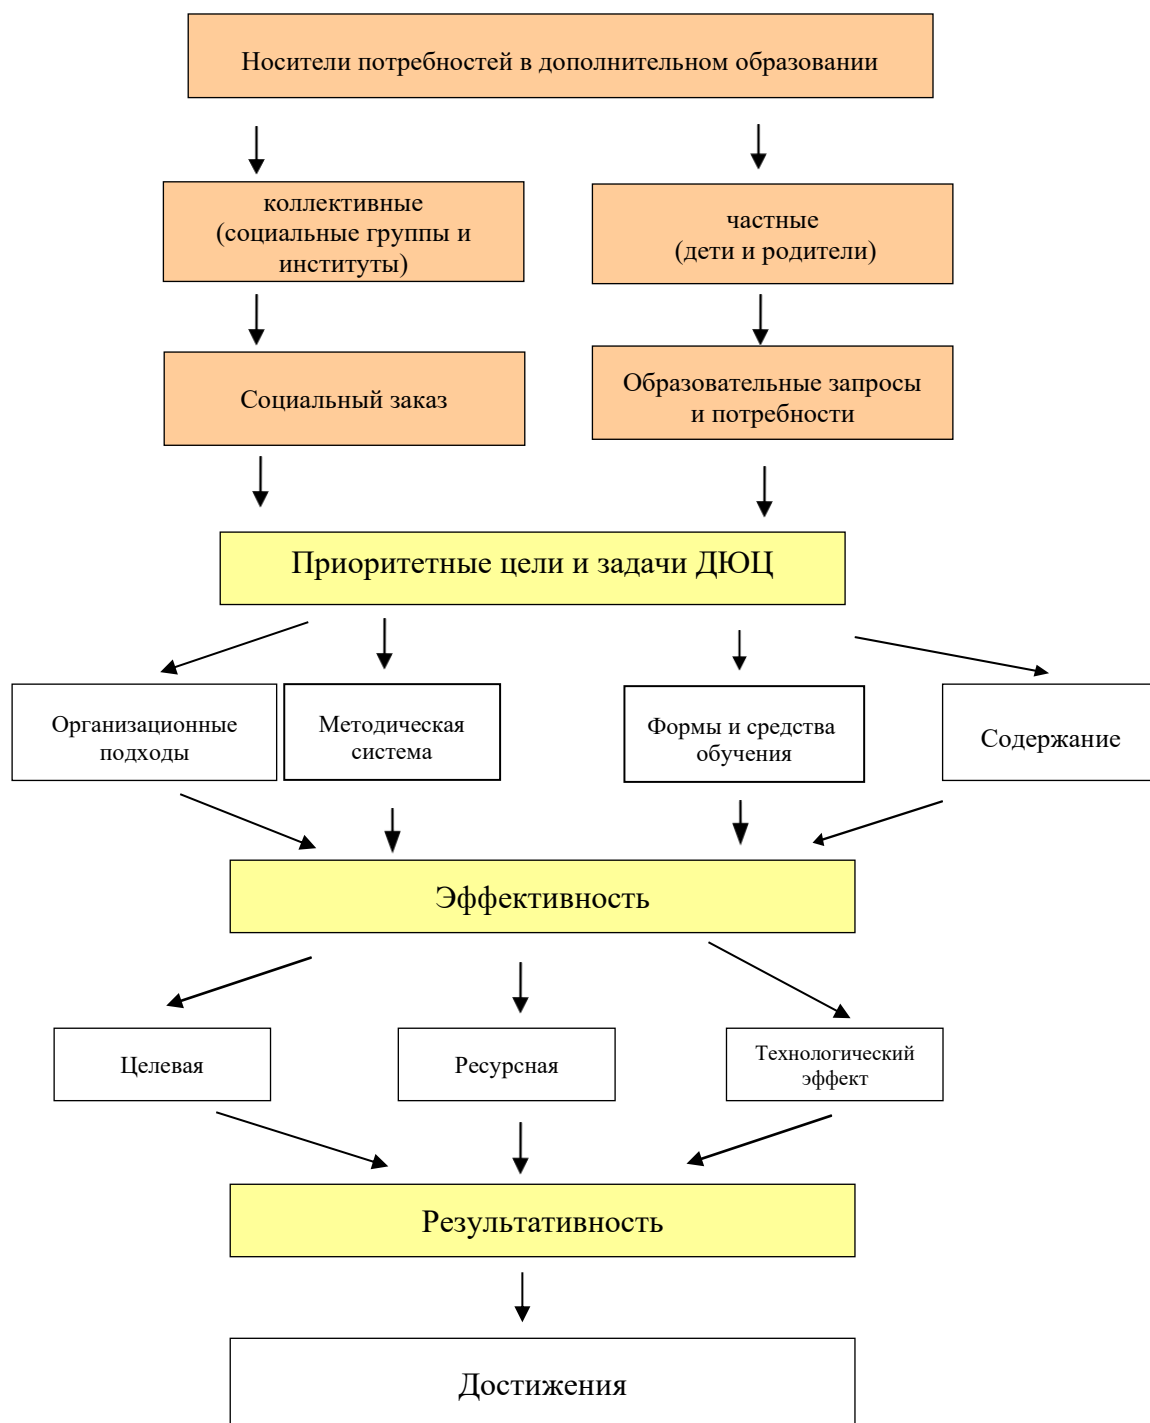 Носители потребностей в дополнительном образовании
коллективные
(социальные группы и
институты)
частные
(дети и родители)
Социальный заказ
Образовательные запросы
и потребности
Приоритетные цели и задачи ДЮЦ
Организационные
подходы
Методическая
система
Формы и средства
обучения
Содержание
Эффективность
Целевая
Ресурсная
Технологический
эффект
Результативность
Достижения